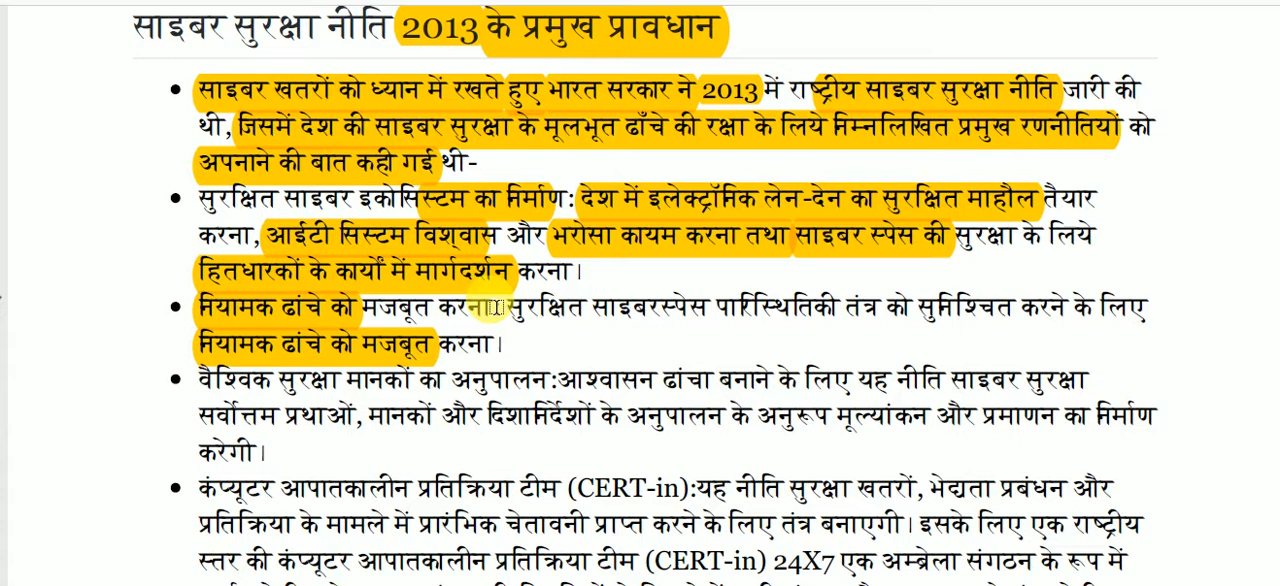 साइबर सुरक्षा नीति 2013 के प्रमुख प्रावधान
साइबर खतरों को ध्यान में रखते हुए भारत सरकार ने 2013 में राष्ट्रीय साइबर सुरक्षा नीति जारी की
थी, जिसमें देश की साइबर सुरक्षा के मूलभूत ढाँचे की रक्षा के लिये निम्नलिखित प्रमुख रणनीतियों को
अपनाने की बात कही गई थी-
सुरक्षित साइबर इकोसिस्टम का निर्माण: देश में इलेक्ट्रॉनिक लेन-देन का सुरक्षित माहौल तैयार
करना, आईटी सिस्टम विश्वास और भरोसा कायम करना तथा साइबर स्पेस की सुरक्षा के लिये
हितधारकों के कार्यों में मार्गदर्शन करना।
नियामक ढांचे को मजबूत करना:सुरक्षित साइबरस्पेस पारिस्थितिकी तंत्र को सुनिश्चित करने के लिए
नियामक ढांचे को मजबूत करना।
वैश्विक सुरक्षा मानकों का अनुपालन:आश्वासन ढांचा बनाने के लिए यह नीति साइबर सुरक्षा
सर्वोत्तम प्रथाओं, मानकों और दिशानिर्देशों के अनुपालन के अनुरूप मूल्यांकन और प्रमाणन का निर्माण
करेगी।
कंप्यूटर आपातकालीन प्रतिक्रिया टीम (CERT-in):यह नीति सुरक्षा खतरों, भेद्यता प्रबंधन और
प्रतिक्रिया के मामले में प्रारंभिक चेतावनी प्राप्त करने के लिए तंत्र बनाएगी। इसके लिए एक राष्ट्रीय
स्तर की कंप्यूटर आपातकालीन प्रतिक्रिया टीम (CERT-in) 24X7 एक अम्बेला संगठन के रूप में